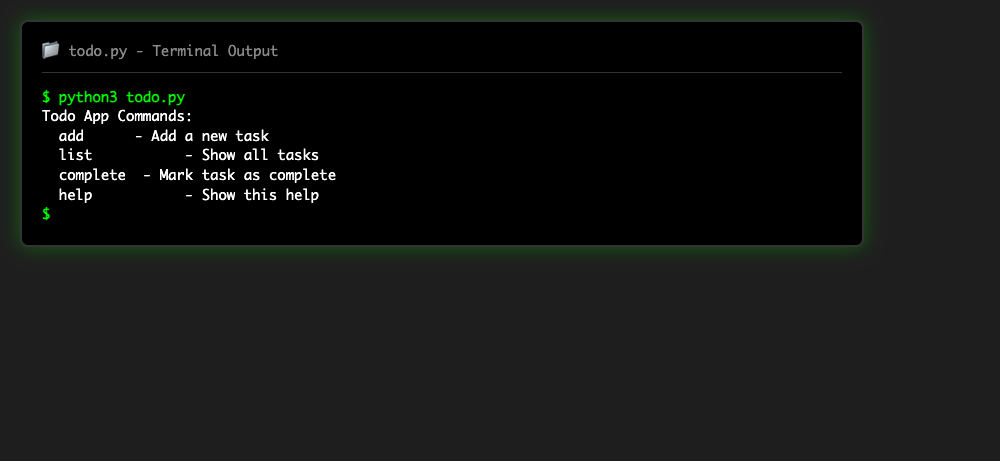 todo.py - Terminal Output
$ python3 todo.py
Todo App Commands:
  add      - Add a new task
  list           - Show all tasks
  complete  - Mark task as complete
  help           - Show this help
$